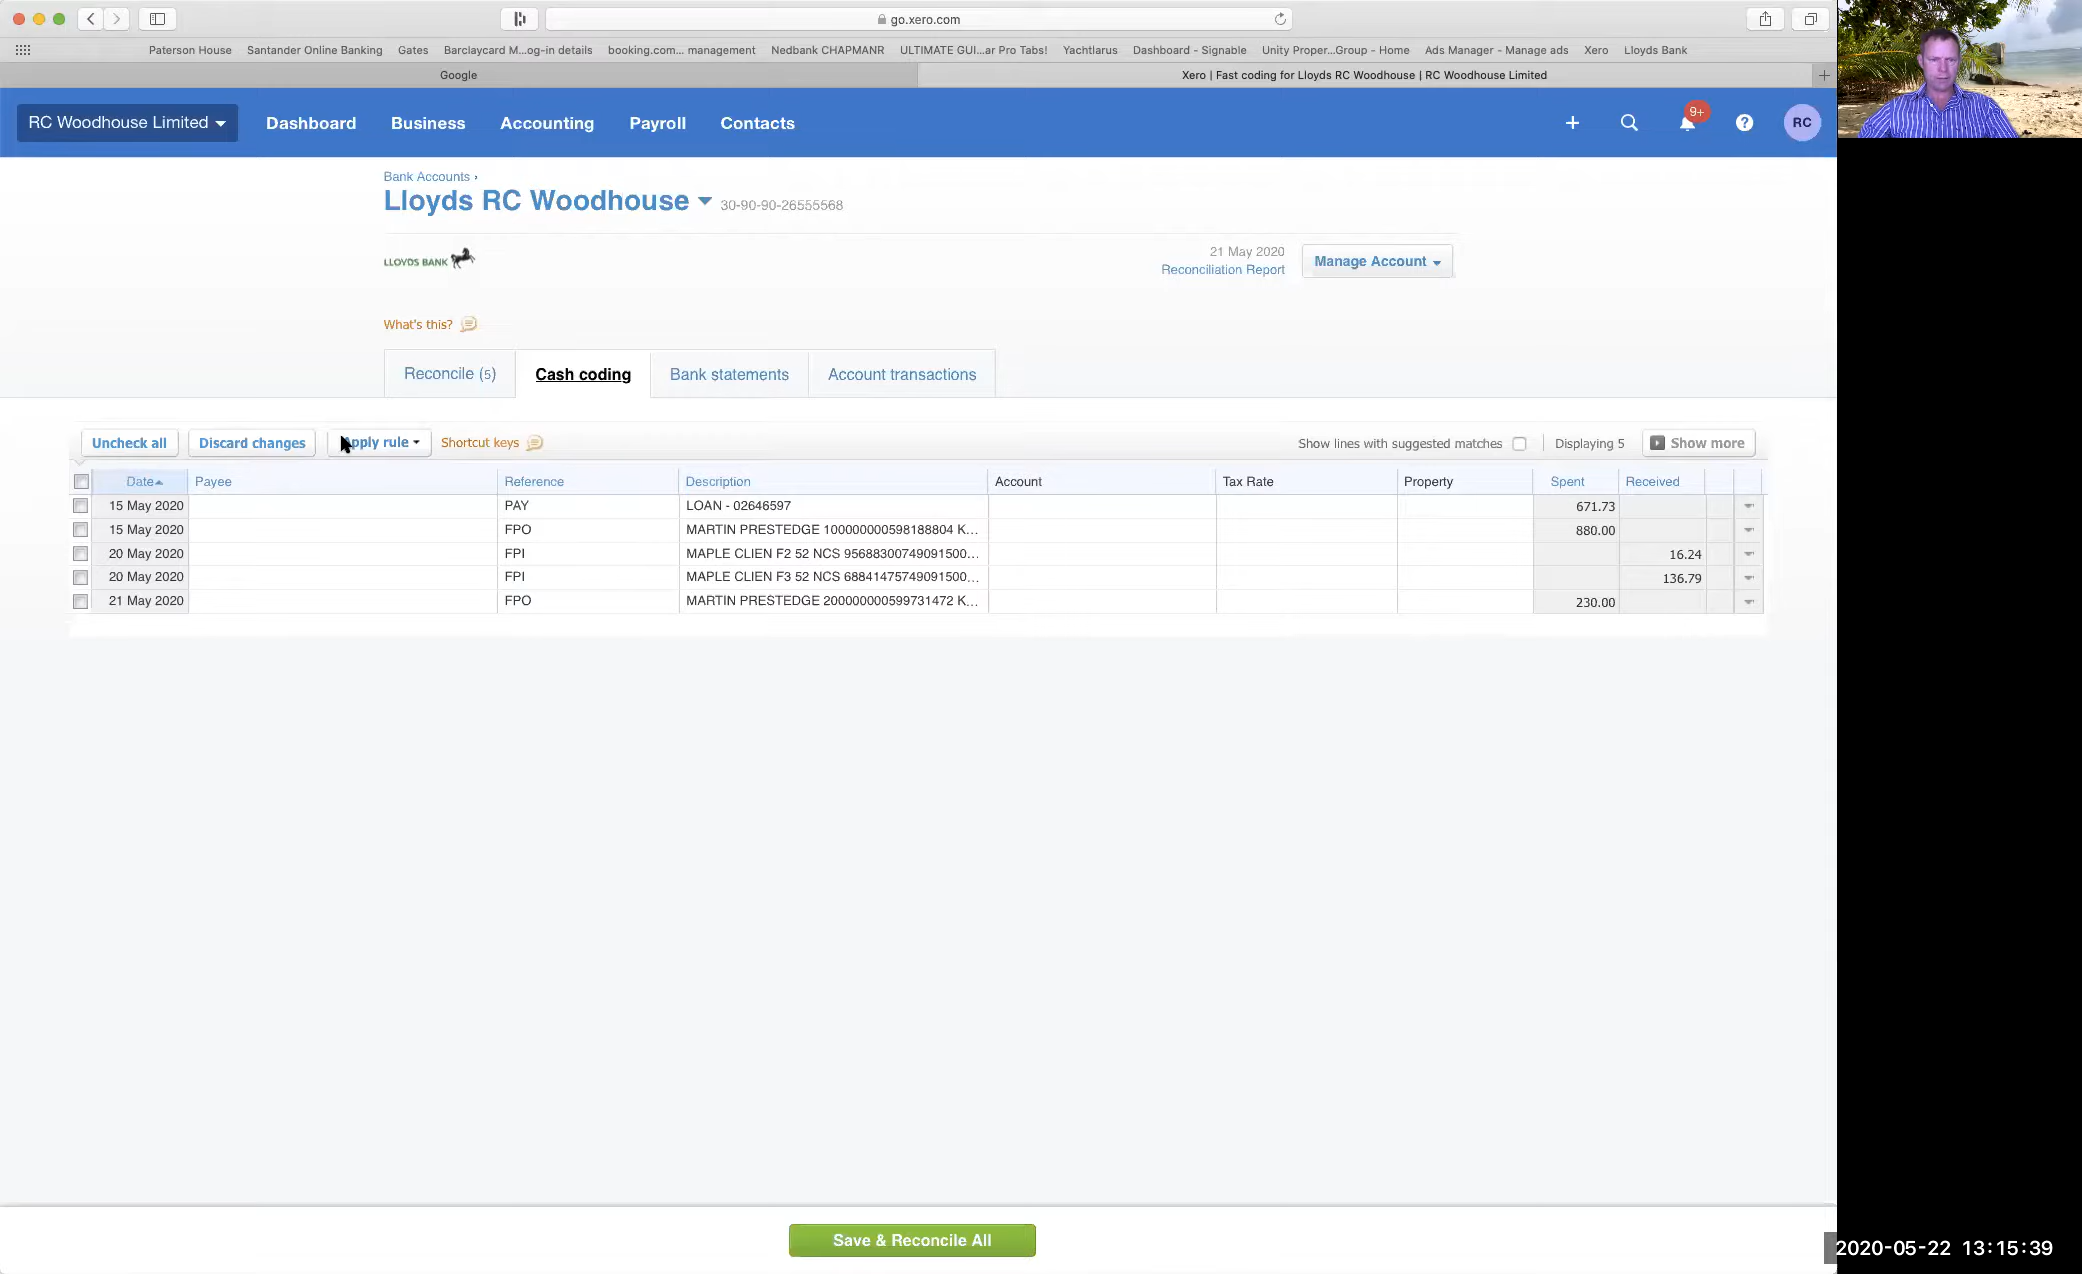 go.xero.com
Paterson House Santander Online Banking Gates Barclaycard M...og-in details booking.com... management Nedbank CHAPMANR ULTIMATE GUI...ar Pro Tabs! Yachtlarus Dashboard - Signable Unity Proper...Group - Home Ads Manager - Manage ads Xero Lloyds Bank
Google Xero | Fast coding for Lloyds RC Woodhouse | RC Woodhouse Limited
RC Woodhouse Limited Dashboard Business Accounting Payroll Contacts 9+ RC
Bank Accounts ›
Lloyds RC Woodhouse 30-90-90-26555568
LLOYDS BANK
21 May 2020
Reconciliation Report
Manage Account
What's this?
Reconcile (5) Cash coding Bank statements Account transactions
Uncheck all Discard changes Apply rule Shortcut keys Show lines with suggested matches Displaying 5 Show more
Date Payee Reference Description Account Tax Rate Property Spent Received
15 May 2020 PAY LOAN - 02646597 671.73
15 May 2020 FPO MARTIN PRESTEDGE 100000000598188804 K... 880.00
20 May 2020 FPI MAPLE CLIEN F2 52 NCS 95688300749091500... 16.24
20 May 2020 FPI MAPLE CLIEN F3 52 NCS 68841475749091500... 136.79
21 May 2020 FPO MARTIN PRESTEDGE 200000000599731472 K... 230.00
Save & Reconcile All
2020-05-22 13:15:39